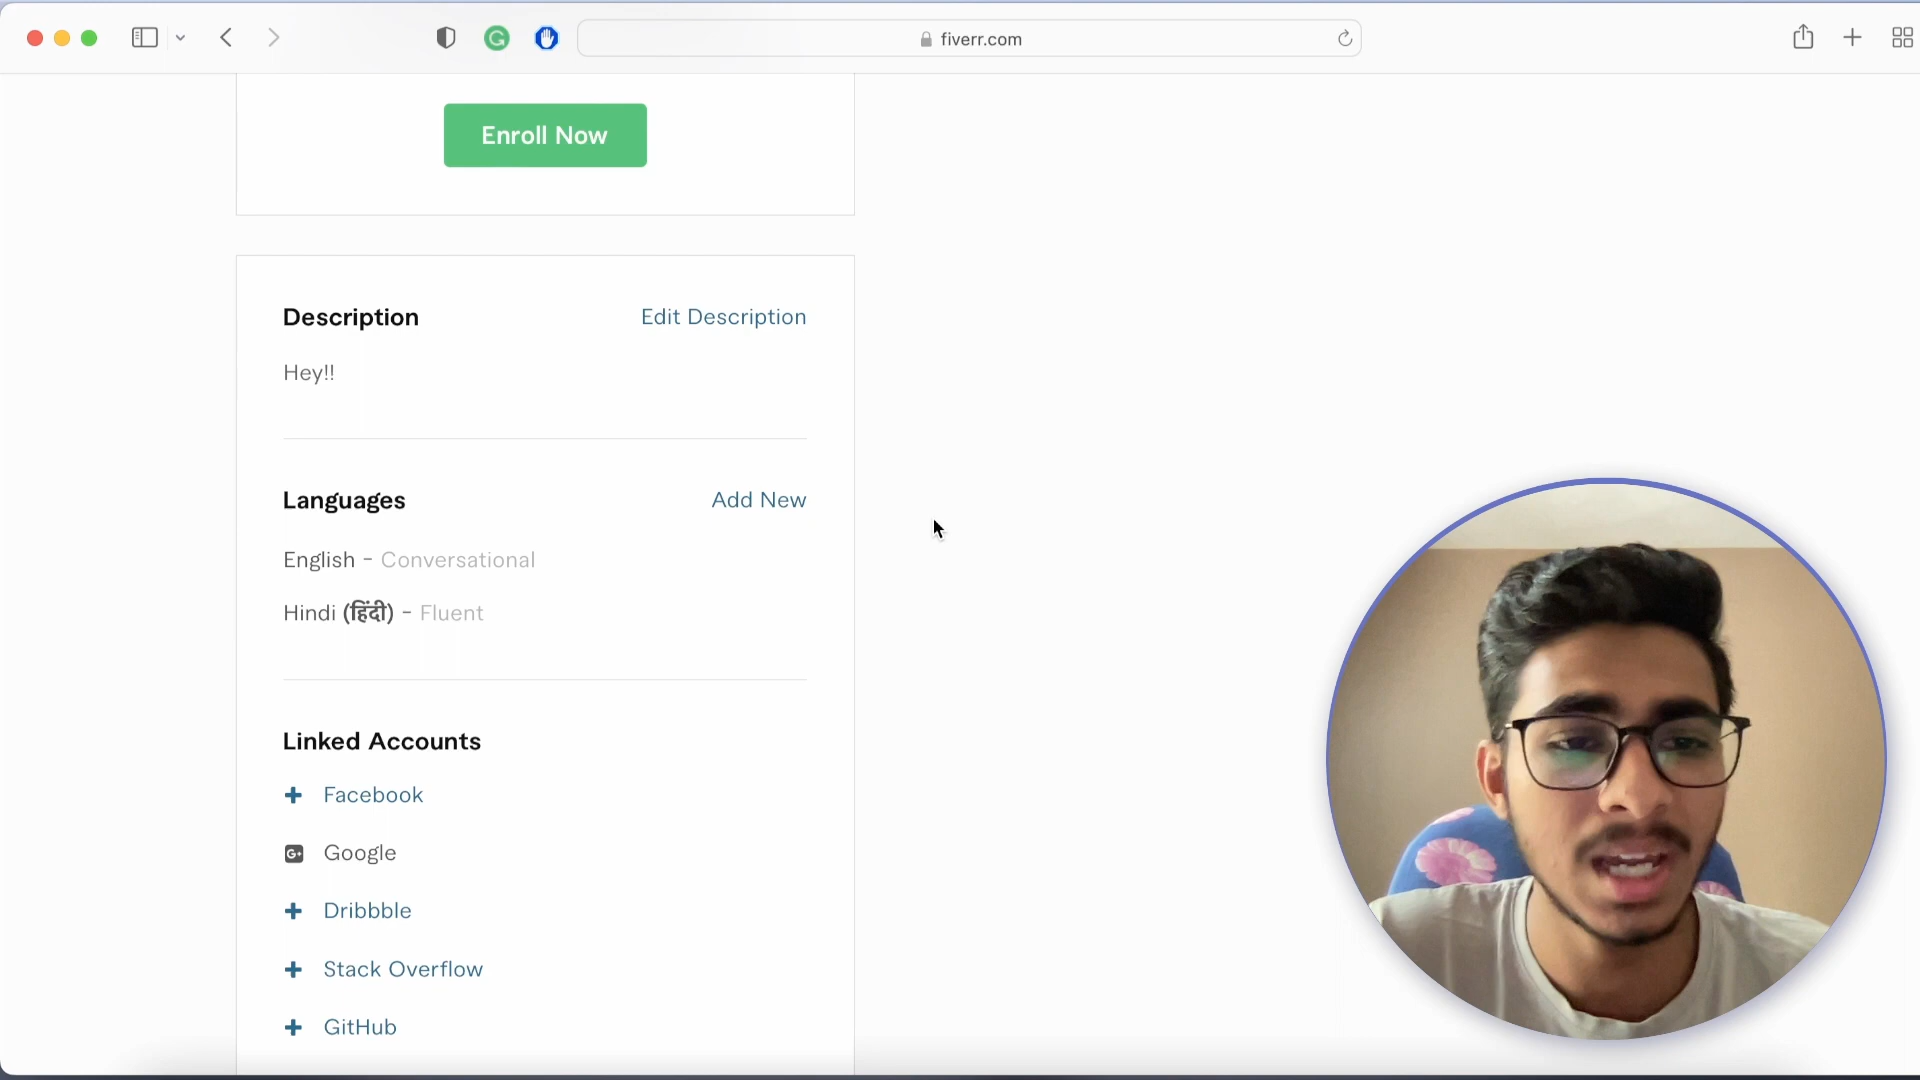 fiverr.com
Enroll Now
Description
Edit Description
Hey!!
Languages
Add New
English - Conversational
Hindi (हिंदी) - Fluent
Linked Accounts
Facebook
Google
Dribbble
Stack Overflow
GitHub